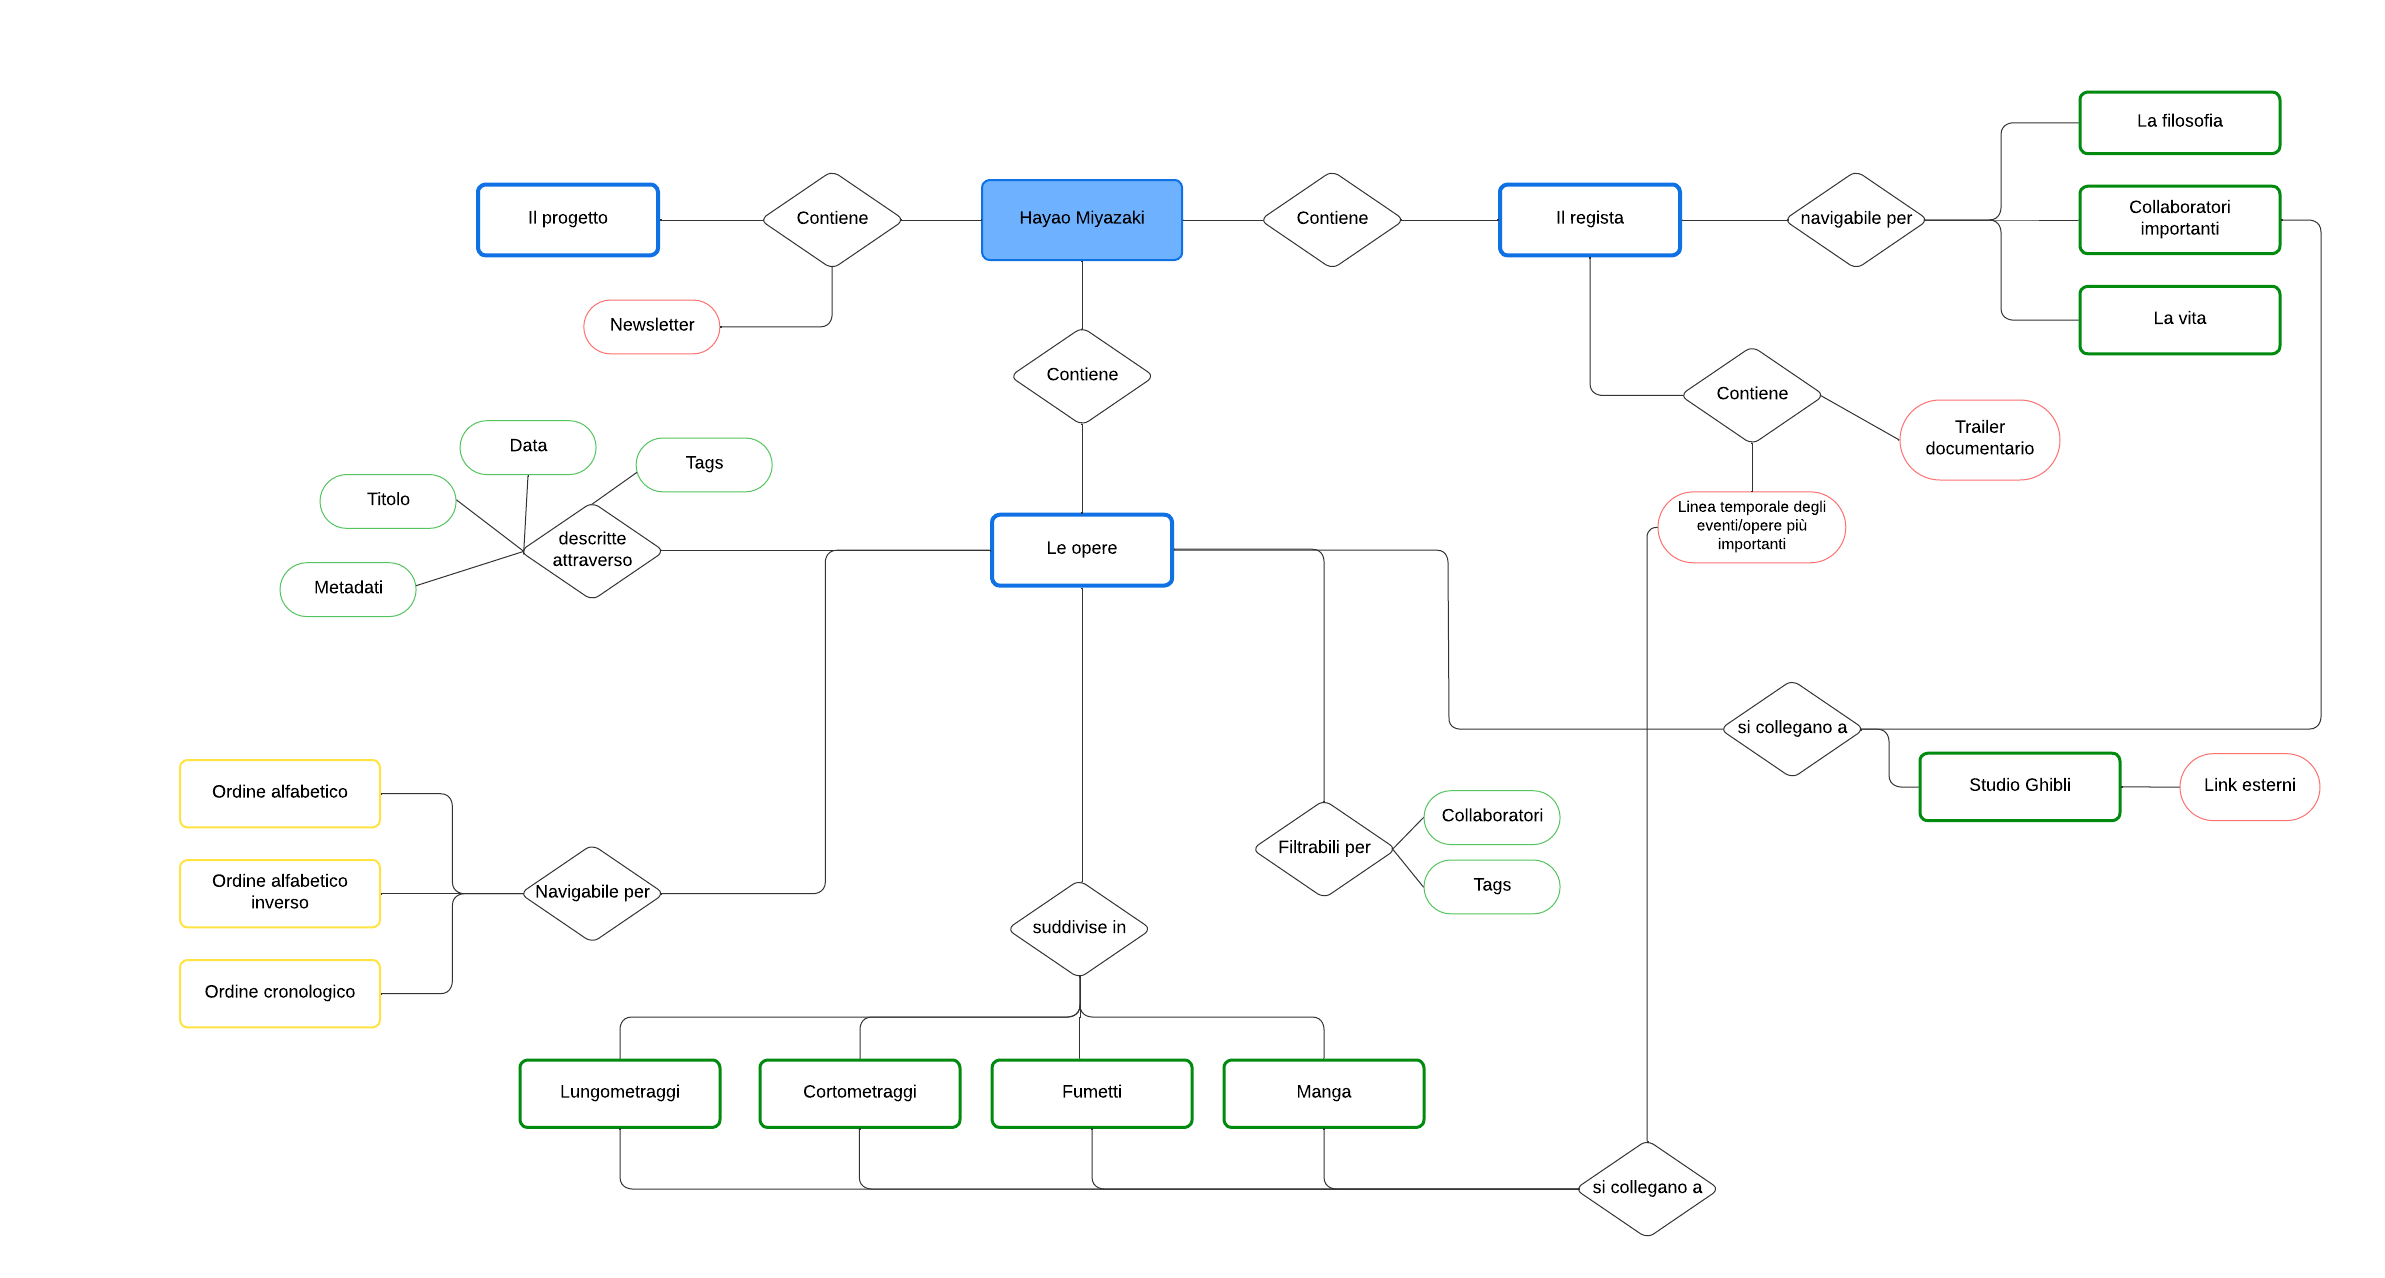 La filosofia
Il progetto
Contiene
Hayao Miyazaki
Contiene
Il regista
navigabile per
Collaboratori
importanti
Newsletter
La vita
Contiene
Contiene
Trailer
documentario
Data
Tags
Titolo
Linea temporale degli
eventi/opere più
importanti
descritte
attraverso
Le opere
Metadati
si collegano a
Studio Ghibli
Link esterni
Ordine alfabetico
Collaboratori
Filtrabili per
Tags
Ordine alfabetico
inverso
Navigabile per
suddivise in
Ordine cronologico
Lungometraggi
Cortometraggi
Fumetti
Manga
si collegano a